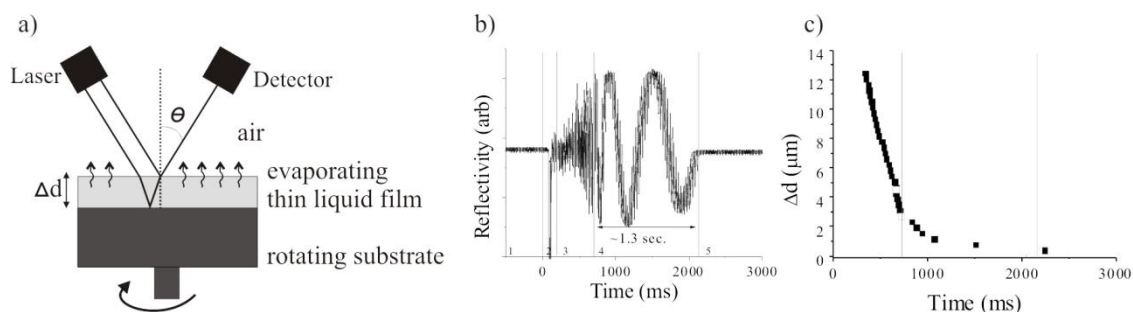 a)
Laser
Detector
θ
air
Δd
evaporating
thin liquid film
rotating substrate
b)
Reflectivity (arb)
1
2
3
4
5
~1.3 sec.
0
1000
2000
3000
Time (ms)
c)
Δd (μm)
14
12
10
8
6
4
2
0
0
1000
2000
3000
Time (ms)